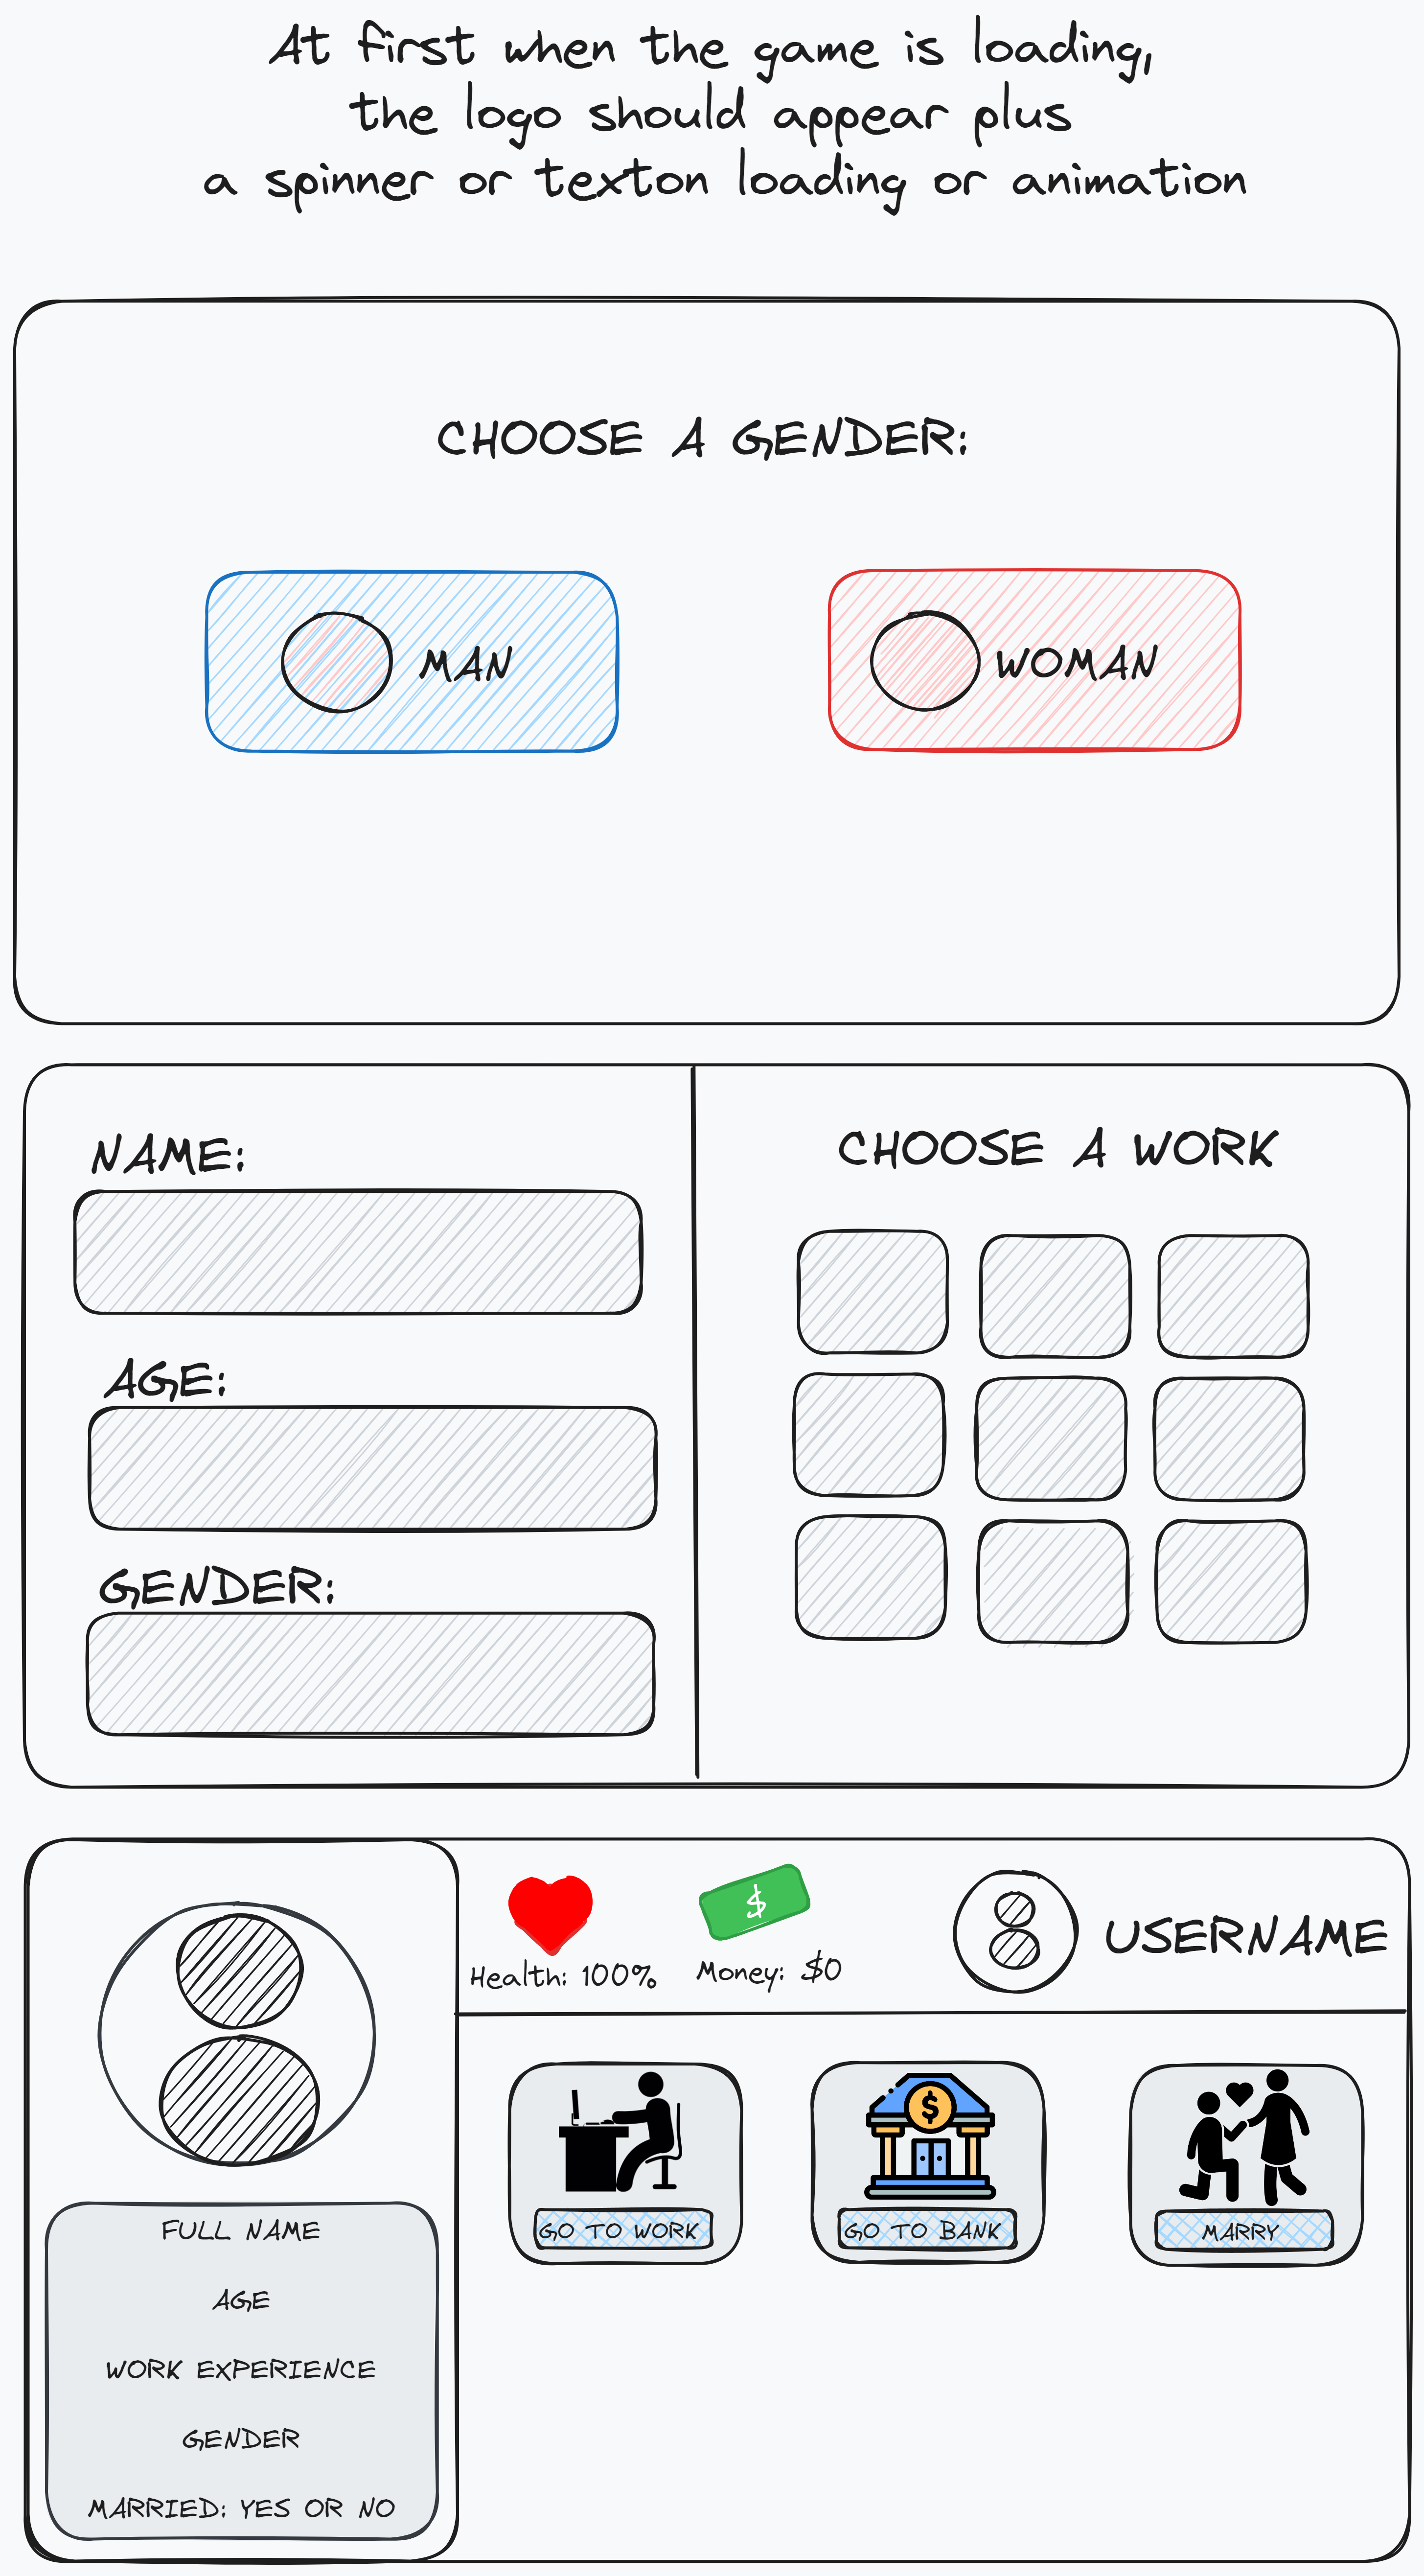 At first when the game is loading,
the logo should appear plus
a spinner or texton loading or animation
CHOOSE A GENDER:
MAN
WOMAN
NAME:
AGE:
GENDER:
CHOOSE A WORK
$
Health: 100%
Money: $0
USERNAME
$
GO TO WORK
GO TO BANK
MARRY
FULL NAME
AGE
WORK EXPERIENCE
GENDER
MARRIED: YES OR NO